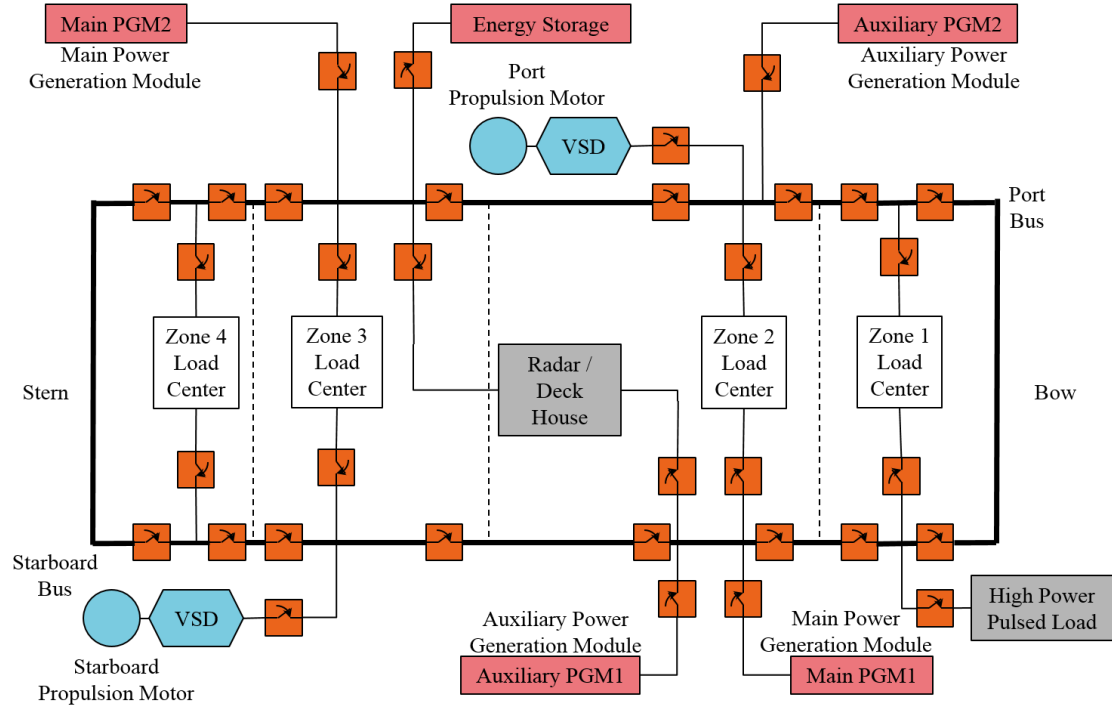 Main PGM2
Energy Storage
Auxiliary PGM2
Main Power
Generation Module
Port
Propulsion Motor
Auxiliary Power
Generation Module
VSD
Port
Bus
Zone 4
Load
Center
Zone 3
Load
Center
Radar /
Deck
House
Zone 2
Load
Center
Zone 1
Load
Center
Stern
Bow
Starboard
Bus
VSD
Starboard
Propulsion Motor
Auxiliary Power
Generation Module
Auxiliary PGM1
Main Power
Generation Module
Main PGM1
High Power
Pulsed Load